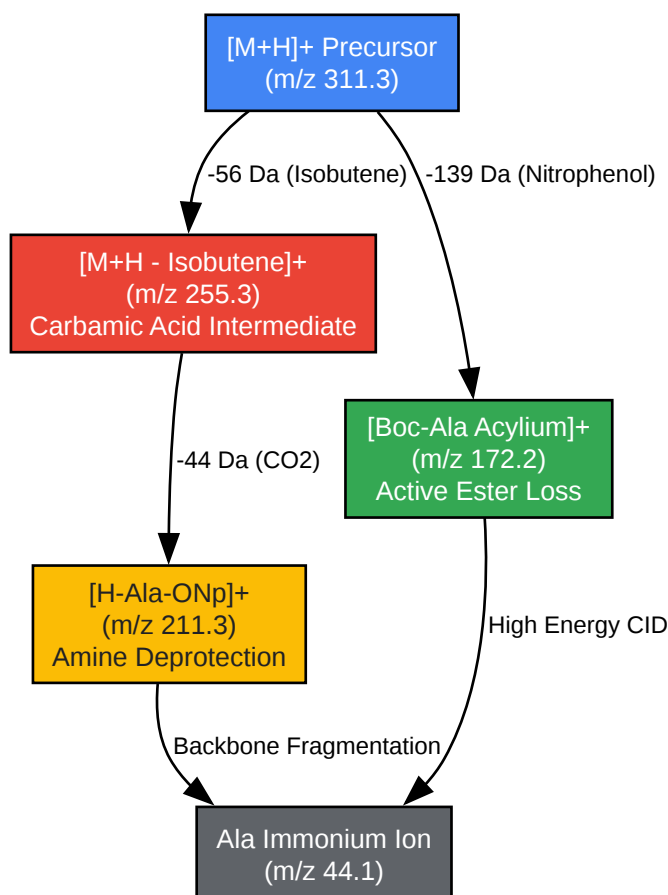 [M+H]+ Precursor
(m/z 311.3)
-56 Da (Isobutene)
-139 Da (Nitrophenol)
[M+H - Isobutene]+
(m/z 255.3)
Carbamic Acid Intermediate
[Boc-Ala Acylium]+
(m/z 172.2)
Active Ester Loss
-44 Da (CO2)
[H-Ala-ONp]+
(m/z 211.3)
Amine Deprotection
High Energy CID
Backbone Fragmentation
Ala Immonium Ion
(m/z 44.1)